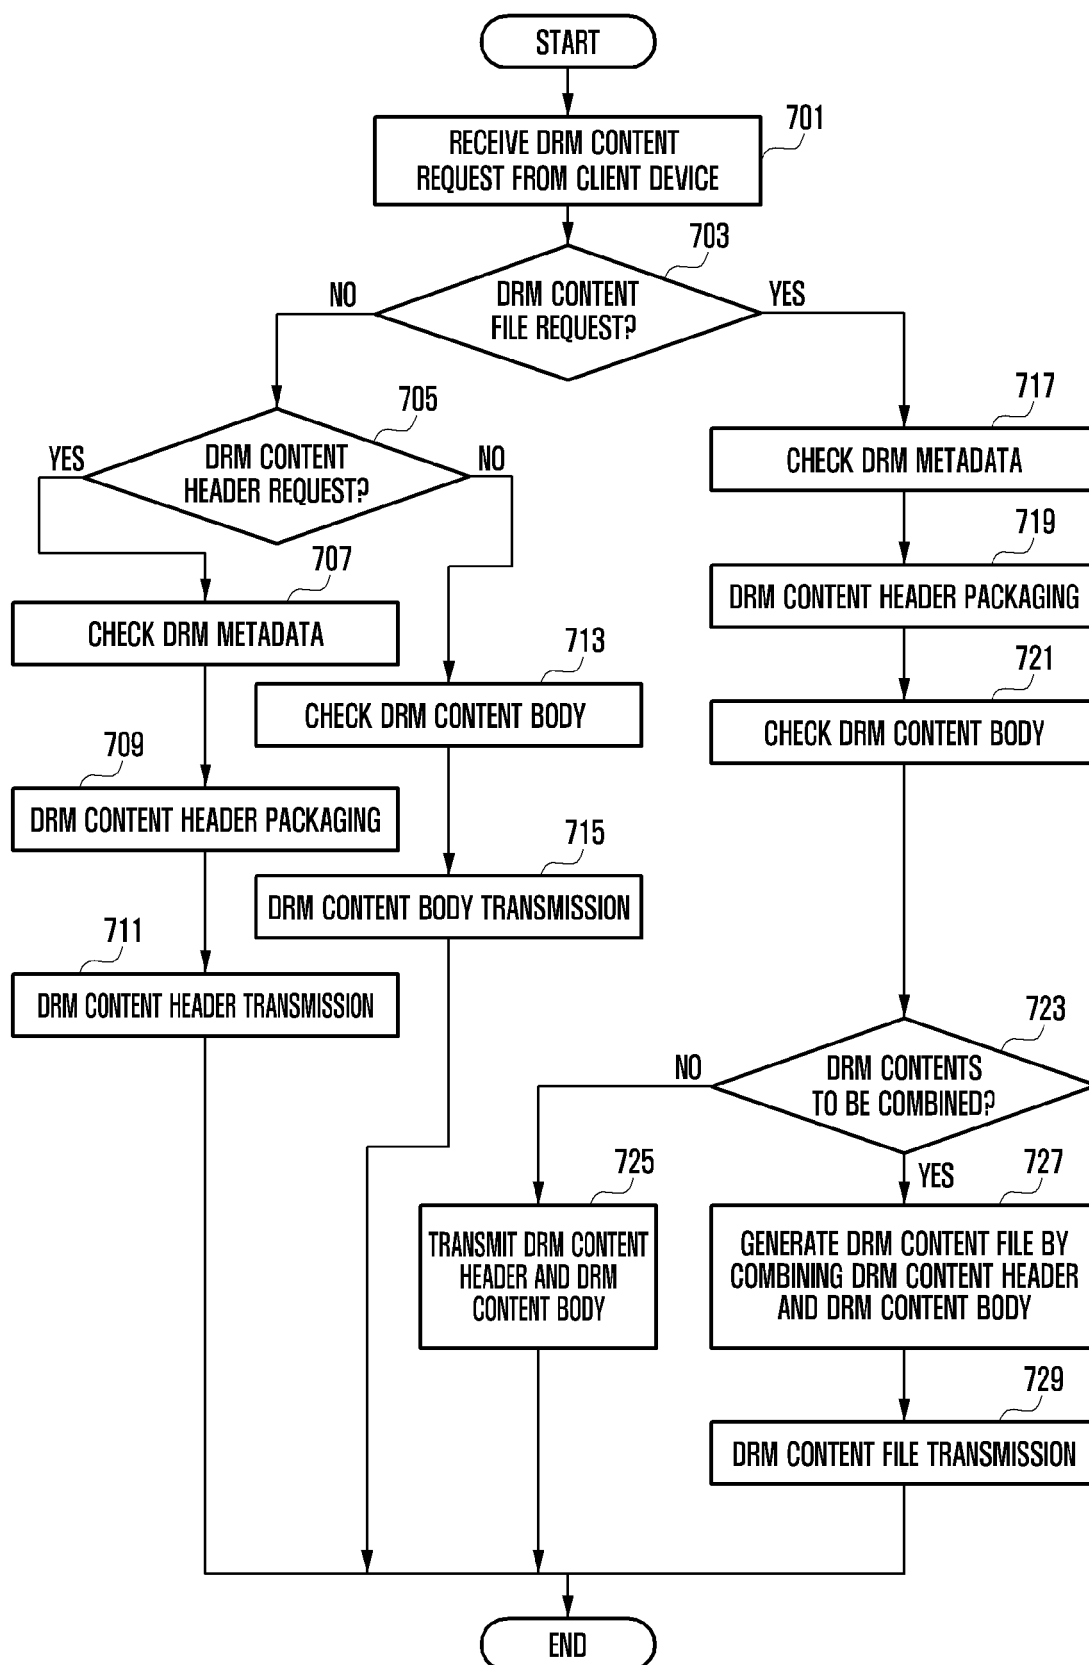 START
701
RECEIVE DRM CONTENT
REQUEST FROM CLIENT DEVICE
703
NO
DRM CONTENT
FILE REQUEST?
YES
705
YES
DRM CONTENT
HEADER REQUEST?
NO
717
CHECK DRM METADATA
707
CHECK DRM METADATA
719
DRM CONTENT HEADER PACKAGING
713
CHECK DRM CONTENT BODY
721
CHECK DRM CONTENT BODY
709
DRM CONTENT HEADER PACKAGING
715
DRM CONTENT BODY TRANSMISSION
711
DRM CONTENT HEADER TRANSMISSION
723
NO
DRM CONTENTS
TO BE COMBINED?
YES
725
TRANSMIT DRM CONTENT
HEADER AND DRM
CONTENT BODY
727
GENERATE DRM CONTENT FILE BY
COMBINING DRM CONTENT HEADER
AND DRM CONTENT BODY
729
DRM CONTENT FILE TRANSMISSION
END